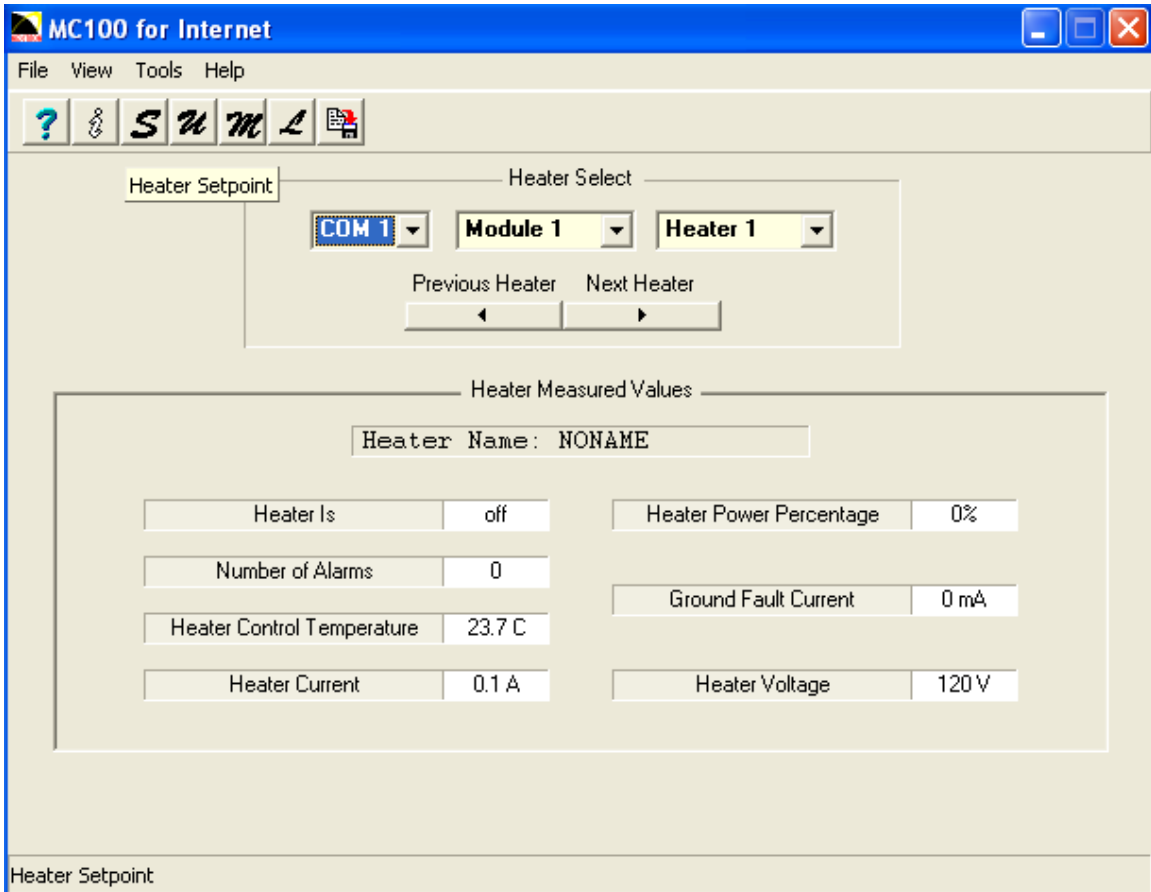 MC100 for Internet
File View Tools Help
? i S U M L
Heater Setpoint
Heater Select
COM 1 Module 1 Heater 1
Previous Heater Next Heater
Heater Measured Values
Heater Name: NONAME
Heater Is off Heater Power Percentage 0%
Number of Alarms 0
Ground Fault Current 0 mA
Heater Control Temperature 23.7 C
Heater Current 0.1 A Heater Voltage 120 V
Heater Setpoint